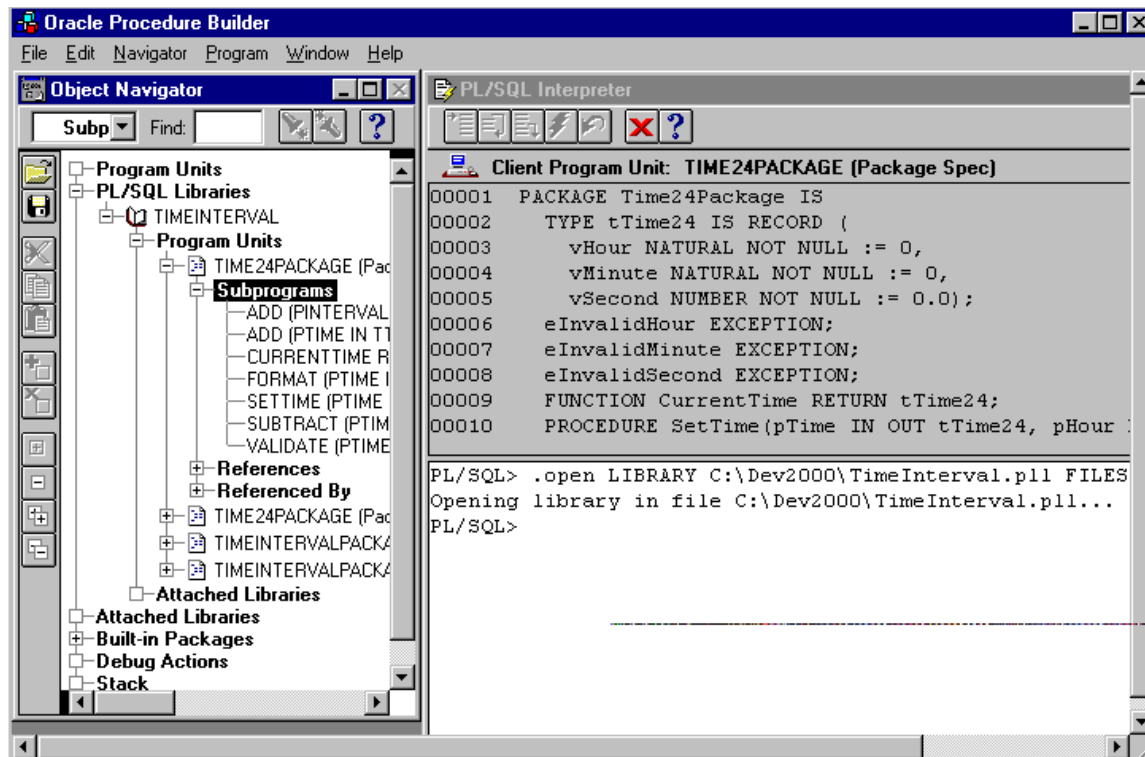 Oracle Procedure Builder
File Edit Navigator Program Window Help
Object Navigator
Subp Find:
Program Units
PL/SQL Libraries
TIMEINTERVAL
Program Units
TIME24PACKAGE (Pac
Subprograms
ADD (PINTERVAL
ADD (PTIME IN TT
CURRENTTIME R
FORMAT (PTIME I
SETTIME (PTIME
SUBTRACT (PTIM
VALIDATE (PTIME
References
Referenced By
TIME24PACKAGE (Pac
TIMEINTERVALPACKA
TIMEINTERVALPACKA
Attached Libraries
Attached Libraries
Built-in Packages
Debug Actions
Stack
PL/SQL Interpreter
Client Program Unit: TIME24PACKAGE (Package Spec)
00001 PACKAGE Time24Package IS
00002 TYPE tTime24 IS RECORD (
00003 vHour NATURAL NOT NULL := 0,
00004 vMinute NATURAL NOT NULL := 0,
00005 vSecond NUMBER NOT NULL := 0.0);
00006 eInvalidHour EXCEPTION;
00007 eInvalidMinute EXCEPTION;
00008 eInvalidSecond EXCEPTION;
00009 FUNCTION CurrentTime RETURN tTime24;
00010 PROCEDURE SetTime(pTime IN OUT tTime24, pHour
PL/SQL> .open LIBRARY C:\Dev2000\TimeInterval.pll FILES
Opening library in file C:\Dev2000\TimeInterval.pll...
PL/SQL>